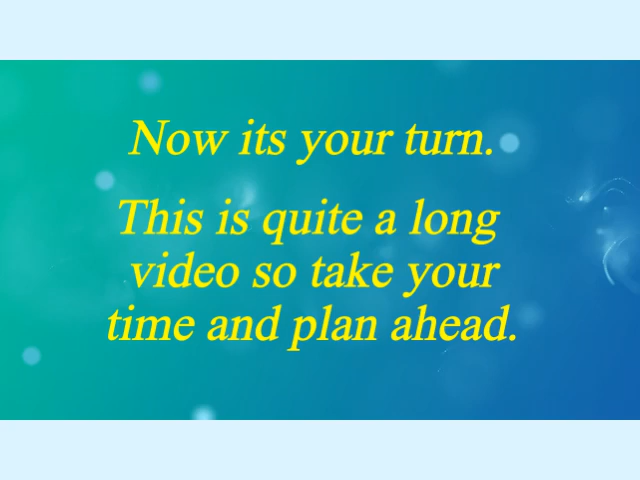 Now its your turn.
This is quite a long
video so take your
time and plan ahead.